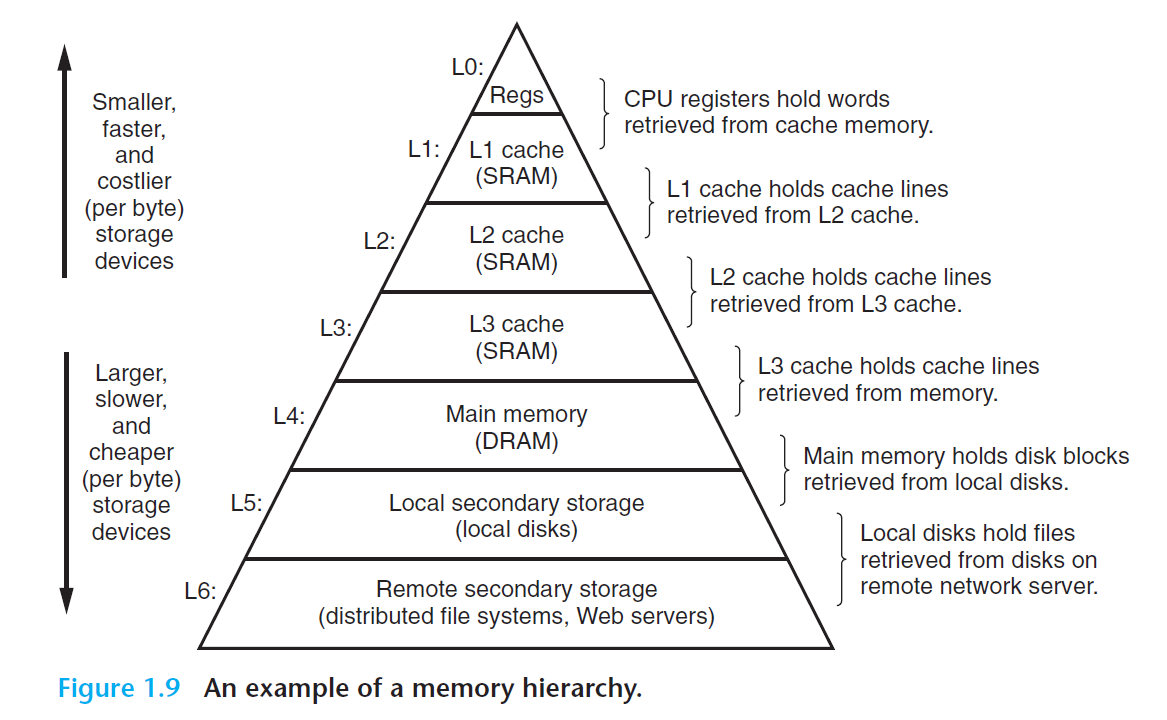 Smaller,
faster,
and
costlier
(per byte)
storage
devices
Larger,
slower,
and
cheaper
(per byte)
storage
devices
L0:
Regs
L1:
L1 cache
(SRAM)
L2:
L2 cache
(SRAM)
L3:
L3 cache
(SRAM)
L4:
Main memory
(DRAM)
L5:
Local secondary storage
(local disks)
L6:
Remote secondary storage
(distributed file systems, Web servers)
CPU registers hold words
retrieved from cache memory.
L1 cache holds cache lines
retrieved from L2 cache.
L2 cache holds cache lines
retrieved from L3 cache.
L3 cache holds cache lines
retrieved from memory.
Main memory holds disk blocks
retrieved from local disks.
Local disks hold files
retrieved from disks on
remote network server.
Figure 1.9 An example of a memory hierarchy.